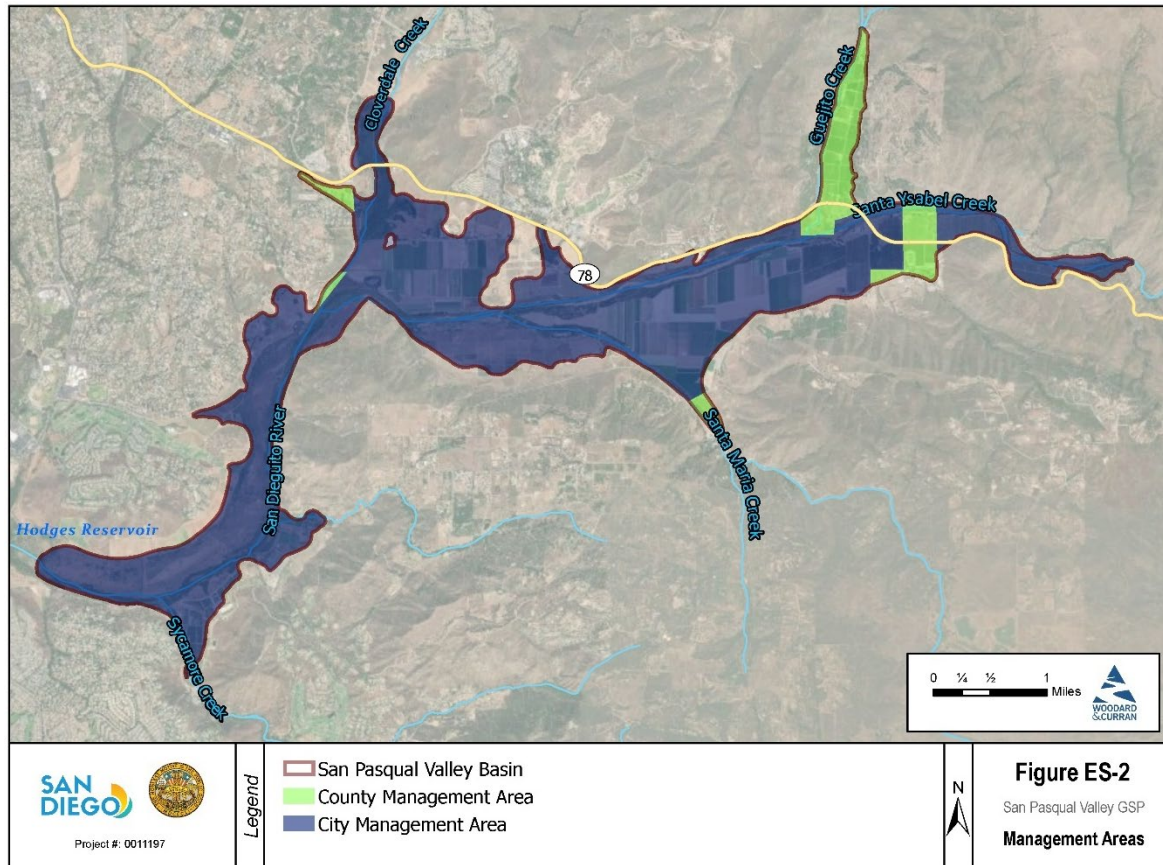 Cloverdale Creek
Guejito Creek
Santa Ysabel Creek
78
San Dieguito River
Santa Maria Creek
Hodges Reservoir
Sycamore Creek
0 ¼ ½ 1
Miles
WOODARD
&CURRAN
SAN
DIEGO
Project #: 0011197
Legend
San Pasqual Valley Basin
County Management Area
City Management Area
N
Figure ES-2
San Pasqual Valley GSP
Management Areas